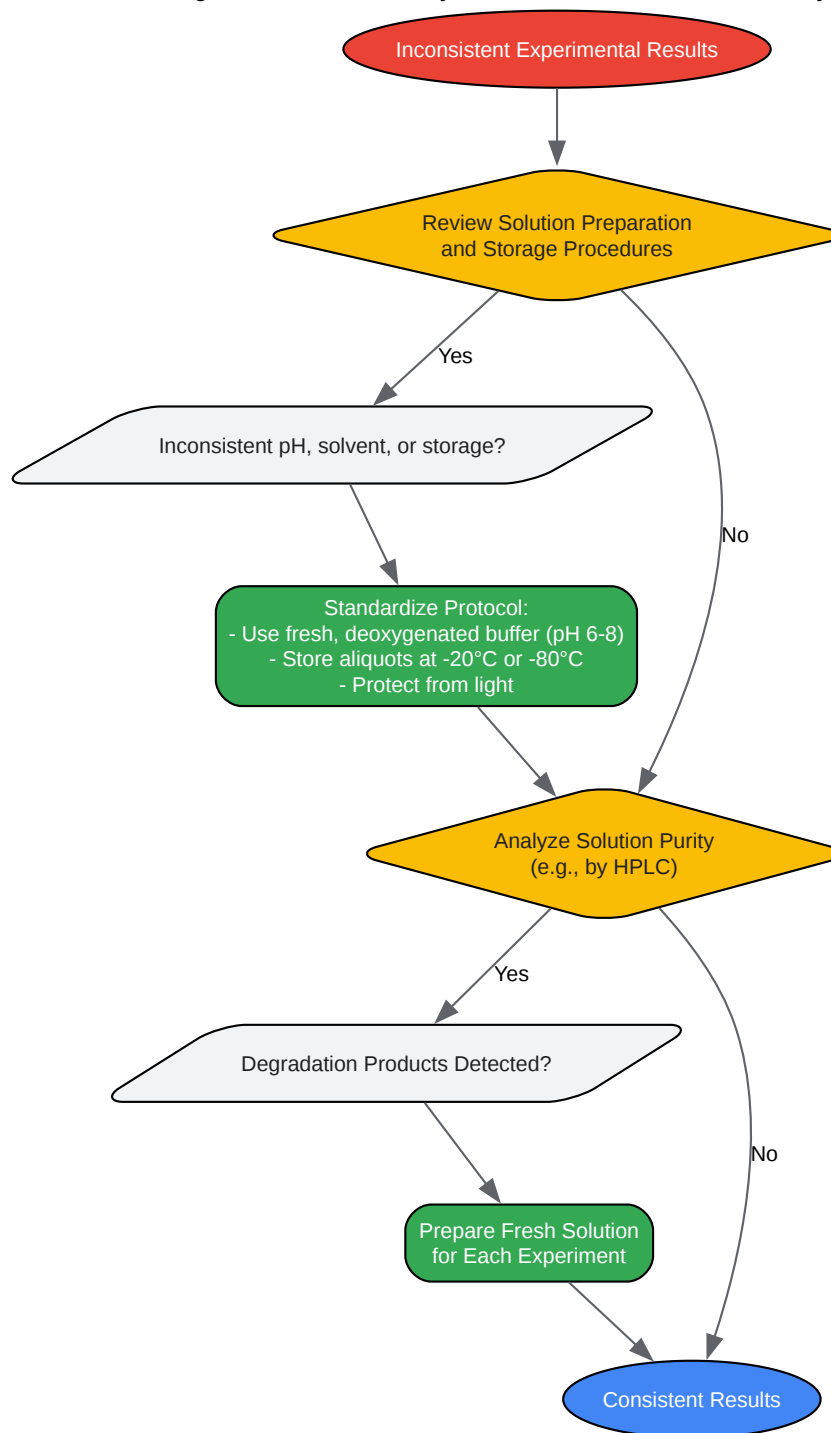 Inconsistent Experimental Results
Review Solution Preparation
and Storage Procedures
Yes
Inconsistent pH, solvent, or storage?
No
Standardize Protocol:
- Use fresh, deoxygenated buffer (pH 6-8)
- Store aliquots at -20°C or -80°C
- Protect from light
Analyze Solution Purity
(e.g., by HPLC)
Yes
Degradation Products Detected?
No
Prepare Fresh Solution
for Each Experiment
Consistent Results